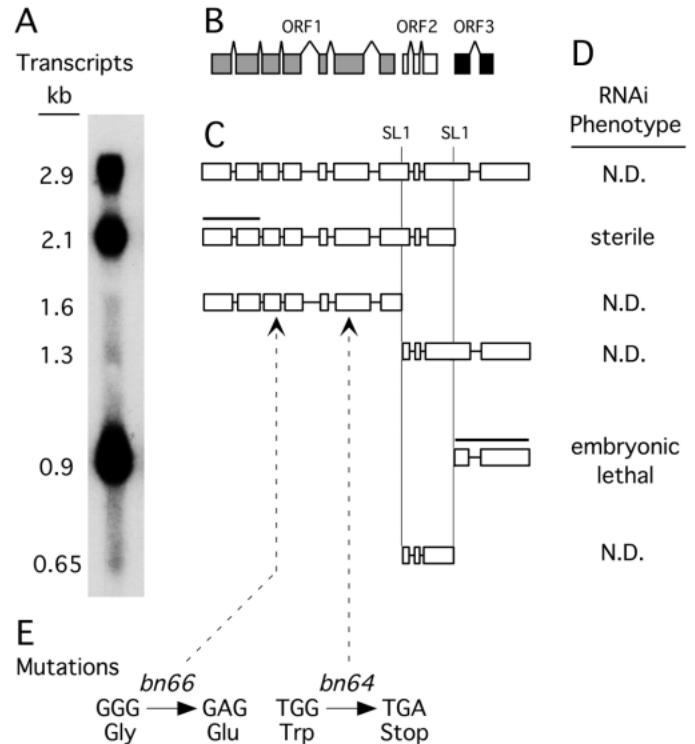 A
Transcripts
kb
2.9
2.1
1.6
1.3
0.9
0.65
B
ORF1
ORF2
ORF3
C
SL1
SL1
D
RNAi
Phenotype
N.D.
sterile
N.D.
N.D.
embryonic
lethal
N.D.
E
Mutations
bn66
GGG GAG
Gly Glu
bn64
TGG TGA
Trp Stop